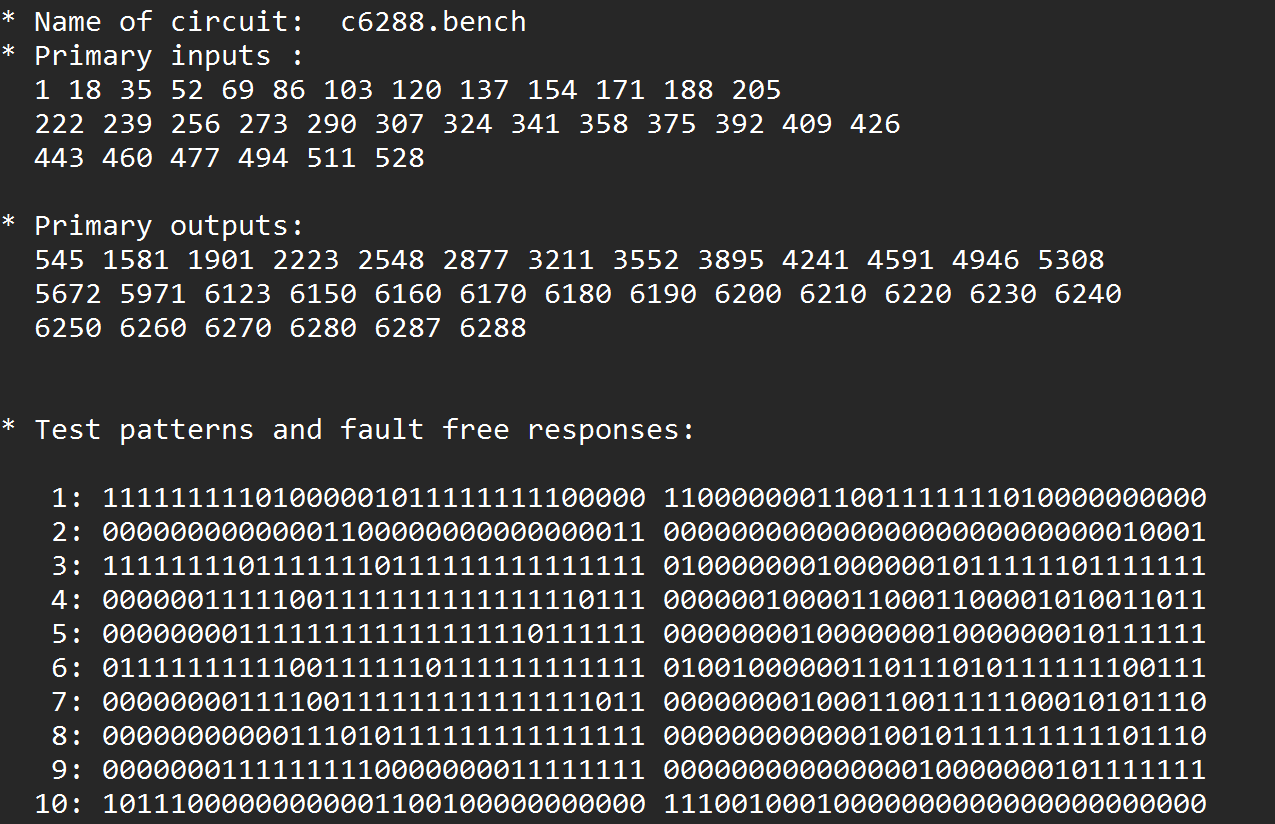 * Name of circuit: c6288.bench
* Primary inputs :
1 18 35 52 69 86 103 120 137 154 171 188 205
222 239 256 273 290 307 324 341 358 375 392 409 426
443 460 477 494 511 528
* Primary outputs:
545 1581 1901 2223 2548 2877 3211 3552 3895 4241 4591 4946 5308
5672 5971 6123 6150 6160 6170 6180 6190 6200 6210 6220 6230 6240
6250 6260 6270 6280 6287 6288
* Test patterns and fault free responses:
1: 11111111101000001011111111100000 11000000011001111111010000000000
2: 00000000000001100000000000000011 00000000000000000000000000010001
3: 11111111011111110111111111111111 01000000010000001011111101111111
4: 00000011111001111111111111110111 00000010000110001100001010011011
5: 00000000111111111111111110111111 00000000100000001000000010111111
6: 01111111111001111110111111111111 01001000000110111010111111100111
7: 00000000111100111111111111111011 00000000100011001111100010101110
8: 00000000000111010111111111111111 00000000000010010111111111101110
9: 00000001111111110000000011111111 00000000000000010000000101111111
10: 10111000000000001100100000000000 11100100010000000000000000000000